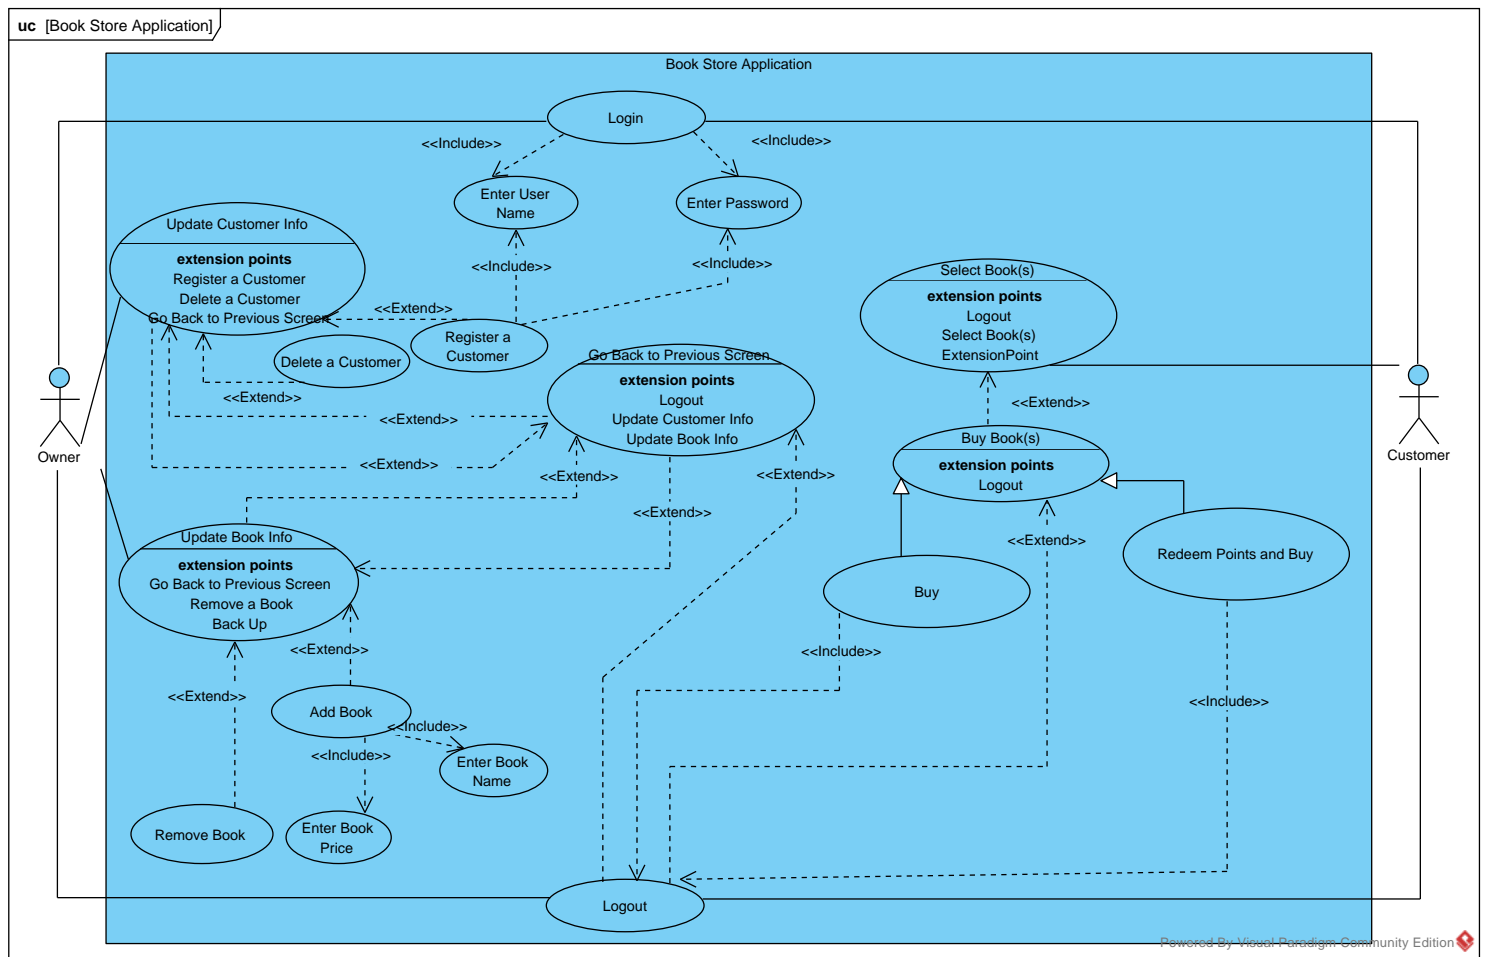 uc [Book Store Application]
Book Store Application
Login
<<Include>>
<<Include>>
Enter User
Name
Enter Password
Update Customer Info
extension points
Register a Customer
Delete a Customer
Go Back to Previous Screen
<<Include>>
<<Include>>
<<Extend>>
Register a
Customer
Delete a Customer
<<Extend>>
Select Book(s)
extension points
Logout
Select Book(s)
ExtensionPoint
Go Back to Previous Screen
extension points
Logout
Update Customer Info
Update Book Info
<<Extend>>
<<Extend>>
<<Extend>>
<<Extend>>
<<Extend>>
<<Extend>>
Owner
Customer
Buy Book(s)
extension points
Logout
<<Extend>>
Update Book Info
extension points
Go Back to Previous Screen
Remove a Book
Back Up
Redeem Points and Buy
Buy
<<Include>>
<<Include>>
<<Extend>>
<<Extend>>
Add Book
<<Include>>
<<Include>>
Enter Book
Name
Remove Book
Enter Book
Price
Logout
Powered By Visual Paradigm Community Edition